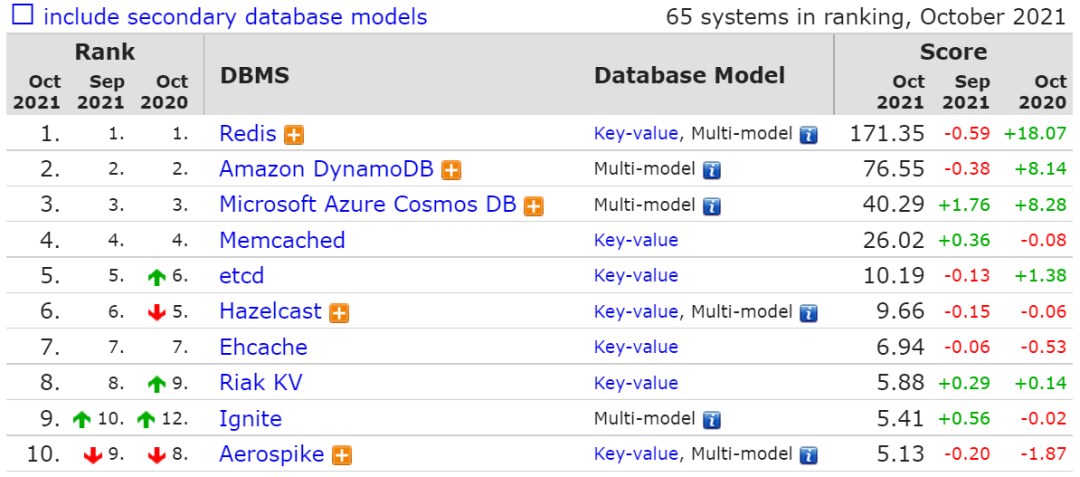 include secondary database models 65 systems in ranking, October 2021
Rank DBMS Database Model Score
Oct 2021 Sep 2021 Oct 2020 Oct 2021 Sep 2021 Oct 2020
1. 1. 1. Redis Key-value, Multi-model 171.35 -0.59 +18.07
2. 2. 2. Amazon DynamoDB Multi-model 76.55 -0.38 +8.14
3. 3. 3. Microsoft Azure Cosmos DB Multi-model 40.29 +1.76 +8.28
4. 4. 4. Memcached Key-value 26.02 +0.36 -0.08
5. 5. 6. etcd Key-value 10.19 -0.13 +1.38
6. 6. 5. Hazelcast Key-value, Multi-model 9.66 -0.15 -0.06
7. 7. 7. Ehcache Key-value 6.94 -0.06 -0.53
8. 8. 9. Riak KV Key-value 5.88 +0.29 +0.14
9. 10. 12. Ignite Multi-model 5.41 +0.56 -0.02
10. 9. 8. Aerospike Key-value, Multi-model 5.13 -0.20 -1.87